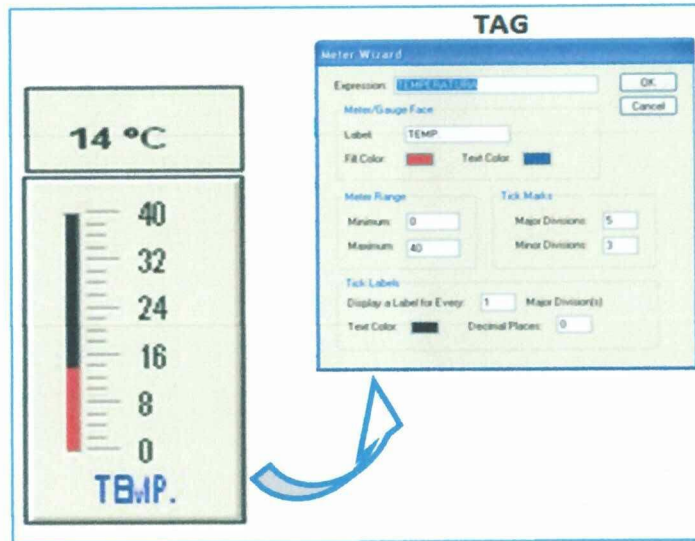 TAG
Meter Wizard
Expression: TEMPERATURA
OK
Cancel
Meter/Gauge Face
Label: TEMP.
Fill Color: Text Color:
Meter Range
Minimum: 0
Maximum: 40
Tick Marks
Major Divisions: 5
Minor Divisions: 3
Tick Labels
Display a Label for Every: 1 Major Division(s)
Text Color: Decimal Places: 0
14 ºC
40
32
24
16
8
0
TEMP.